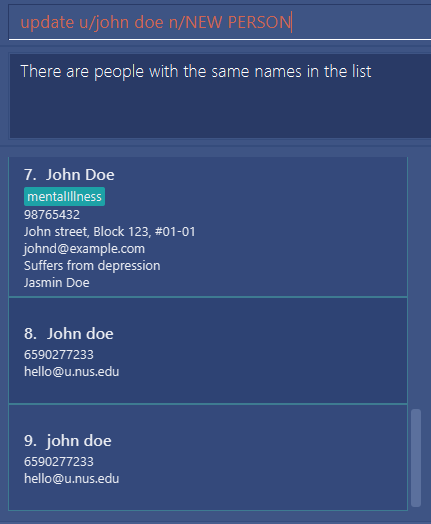 update u/john doe n/NEW PERSON
There are people with the same names in the list
7. John Doe
mentalIllness
98765432
John street, Block 123, #01-01
johnd@example.com
Suffers from depression
Jasmin Doe
8. John doe
6590277233
hello@u.nus.edu
9. john doe
6590277233
hello@u.nus.edu